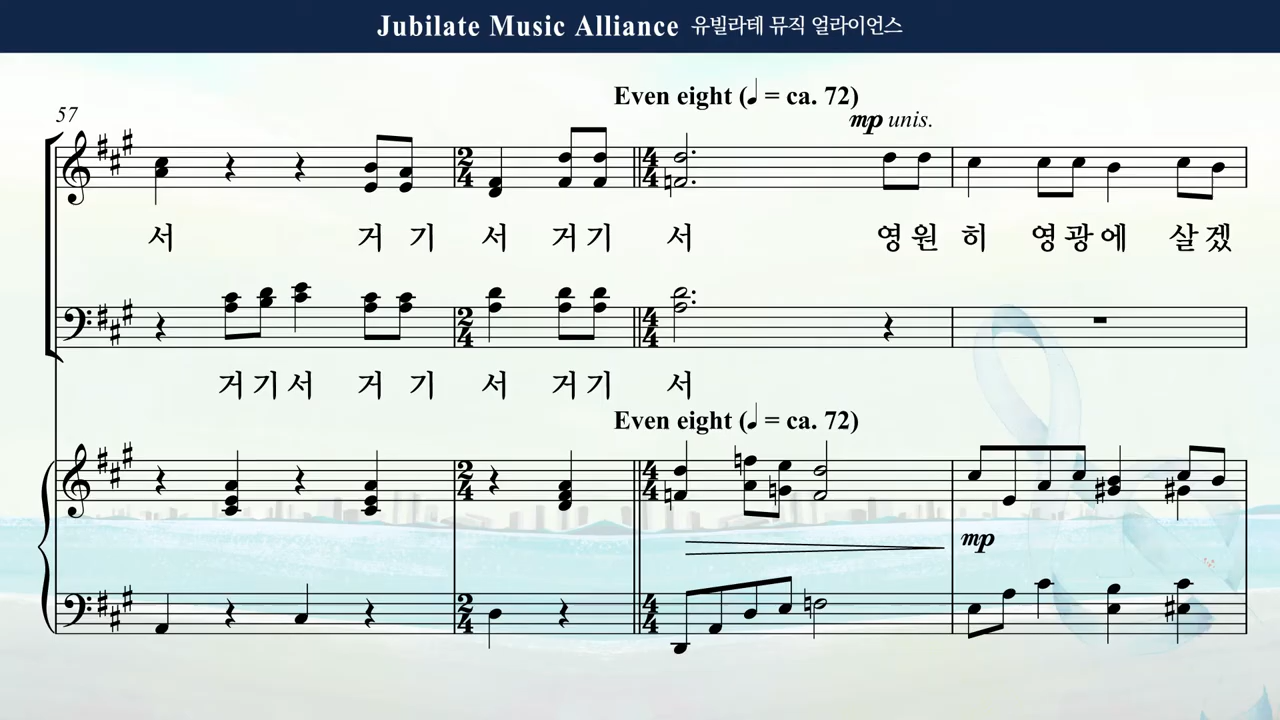 Jubilate Music Alliance 유빌라테 뮤직 얼라이언스
Even eight (♩ = ca. 72)
57
mp unis.
서 거 기 서 거 기 서 영 원 히 영 광 에 살 겠
거 기 서 거 기 서 거 기 서
Even eight (♩ = ca. 72)
mp